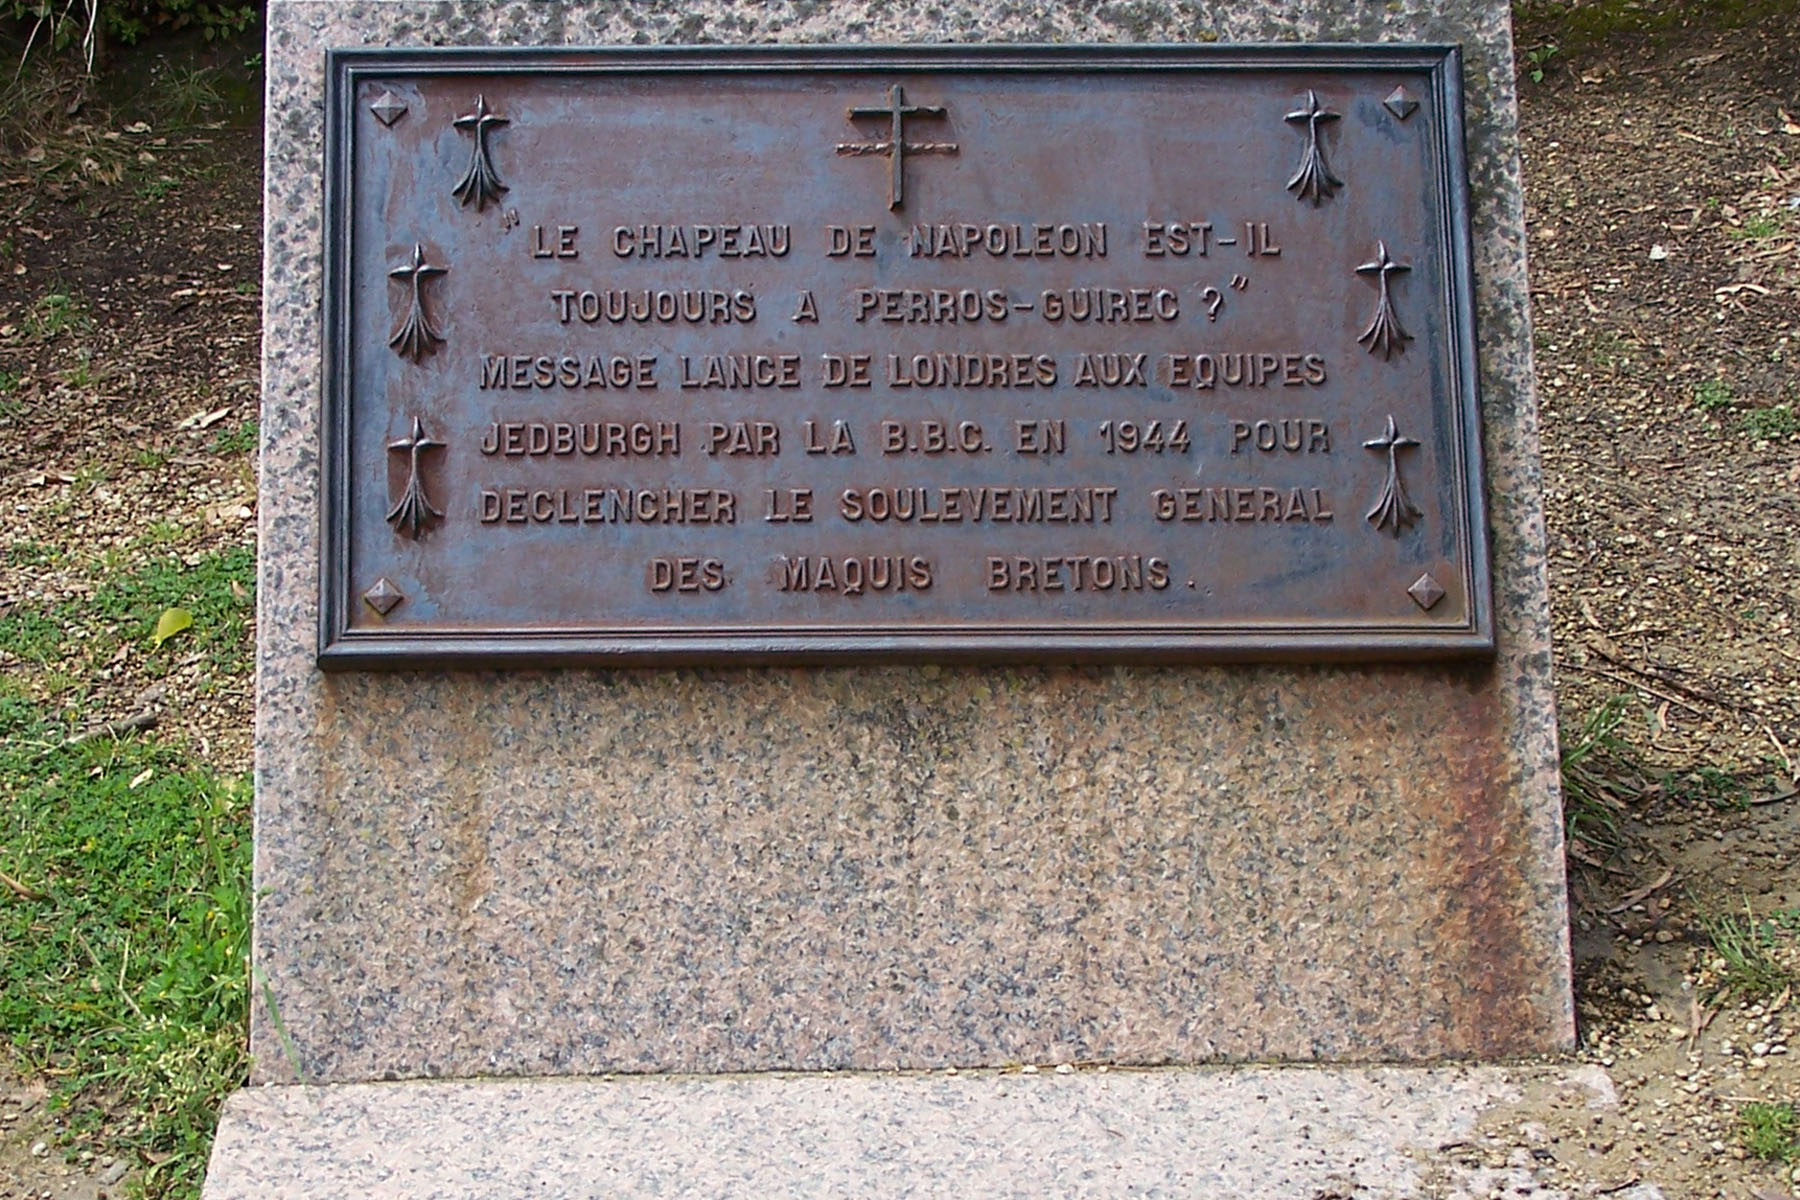 "LE CHAPEAU DE NAPOLEON EST-IL
TOUJOURS A PERROS-GUIREC ?"
MESSAGE LANCE DE LONDRES AUX EQUIPES
JEDBURGH PAR LA B.B.C. EN 1944 POUR
DECLENCHER LE SOULEVEMENT GENERAL
DES MAQUIS BRETONS.